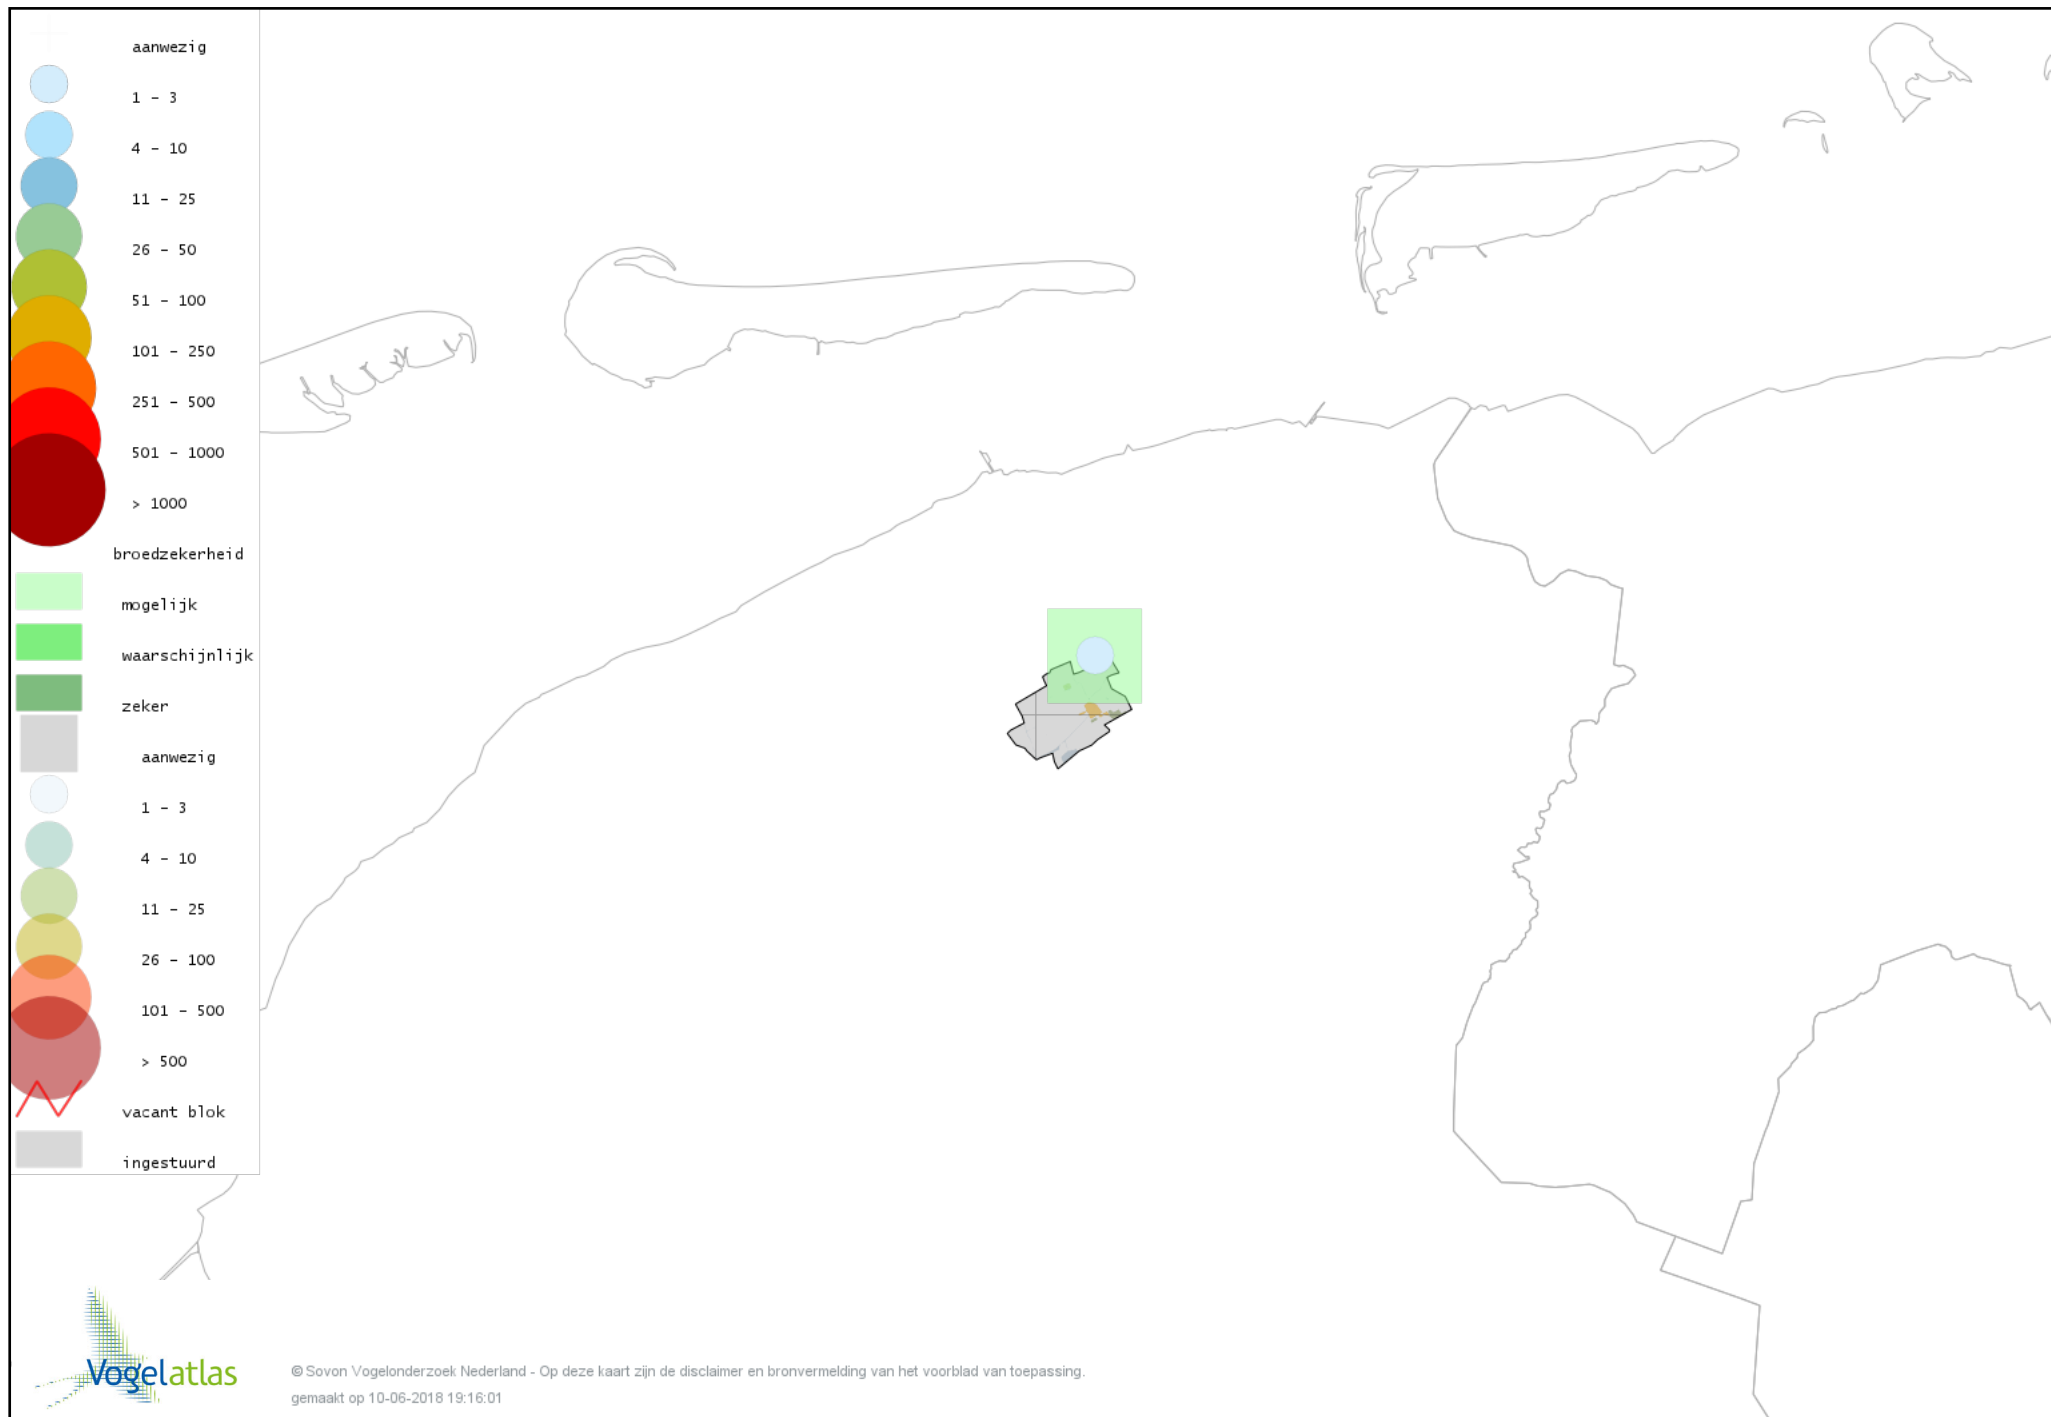 aanwezig
1 - 3
4 - 10
11 - 25
26 - 50
51 - 100
101 - 250
251 - 500
501 - 1000
> 1000
broedzekerheid
mogelijk
waarschijnlijk
zeker
aanwezig
1 - 3
4 - 10
11 - 25
26 - 100
101 - 500
> 500
vacant blok
ingestuurd
Vogelatlas
© Sovon Vogelonderzoek Nederland - Op deze kaart zijn de disclaimer en bronvermelding van het voorblad van toepassing.
gemaakt op 10-06-2018 19:16:01